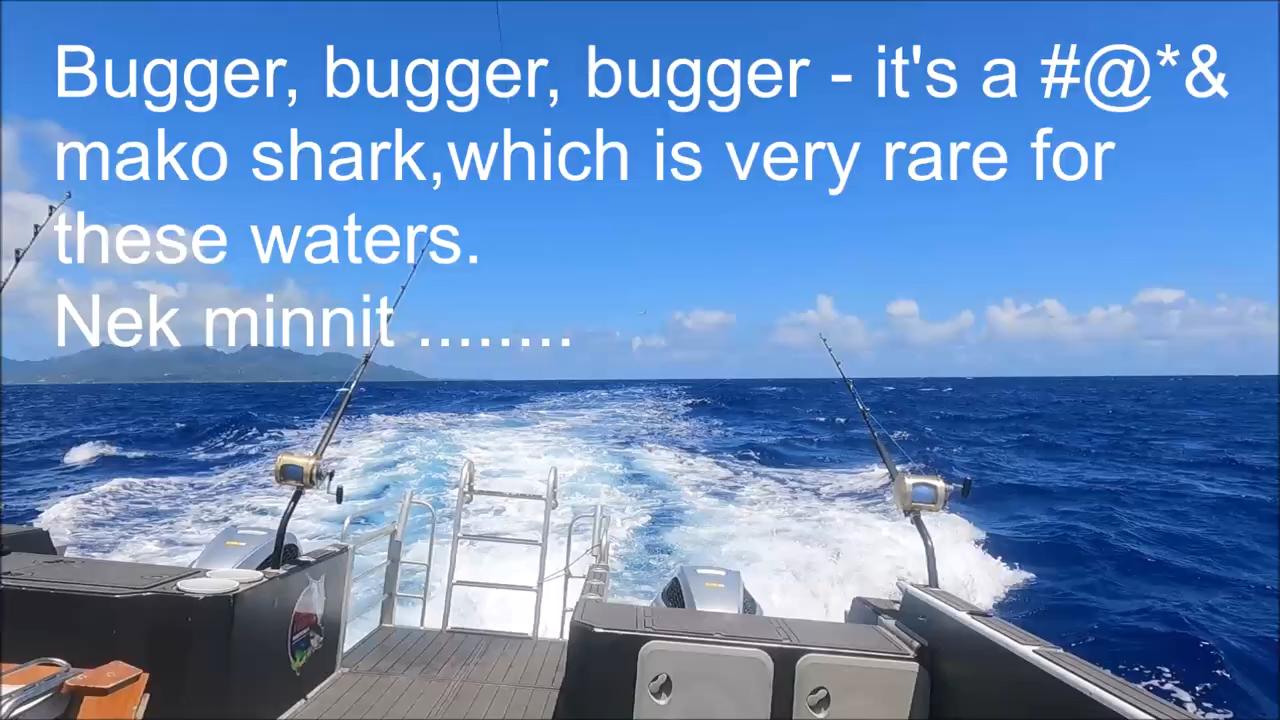 Bugger, bugger, bugger - it's a #@*&
mako shark,which is very rare for
these waters.
Nek minnit ........